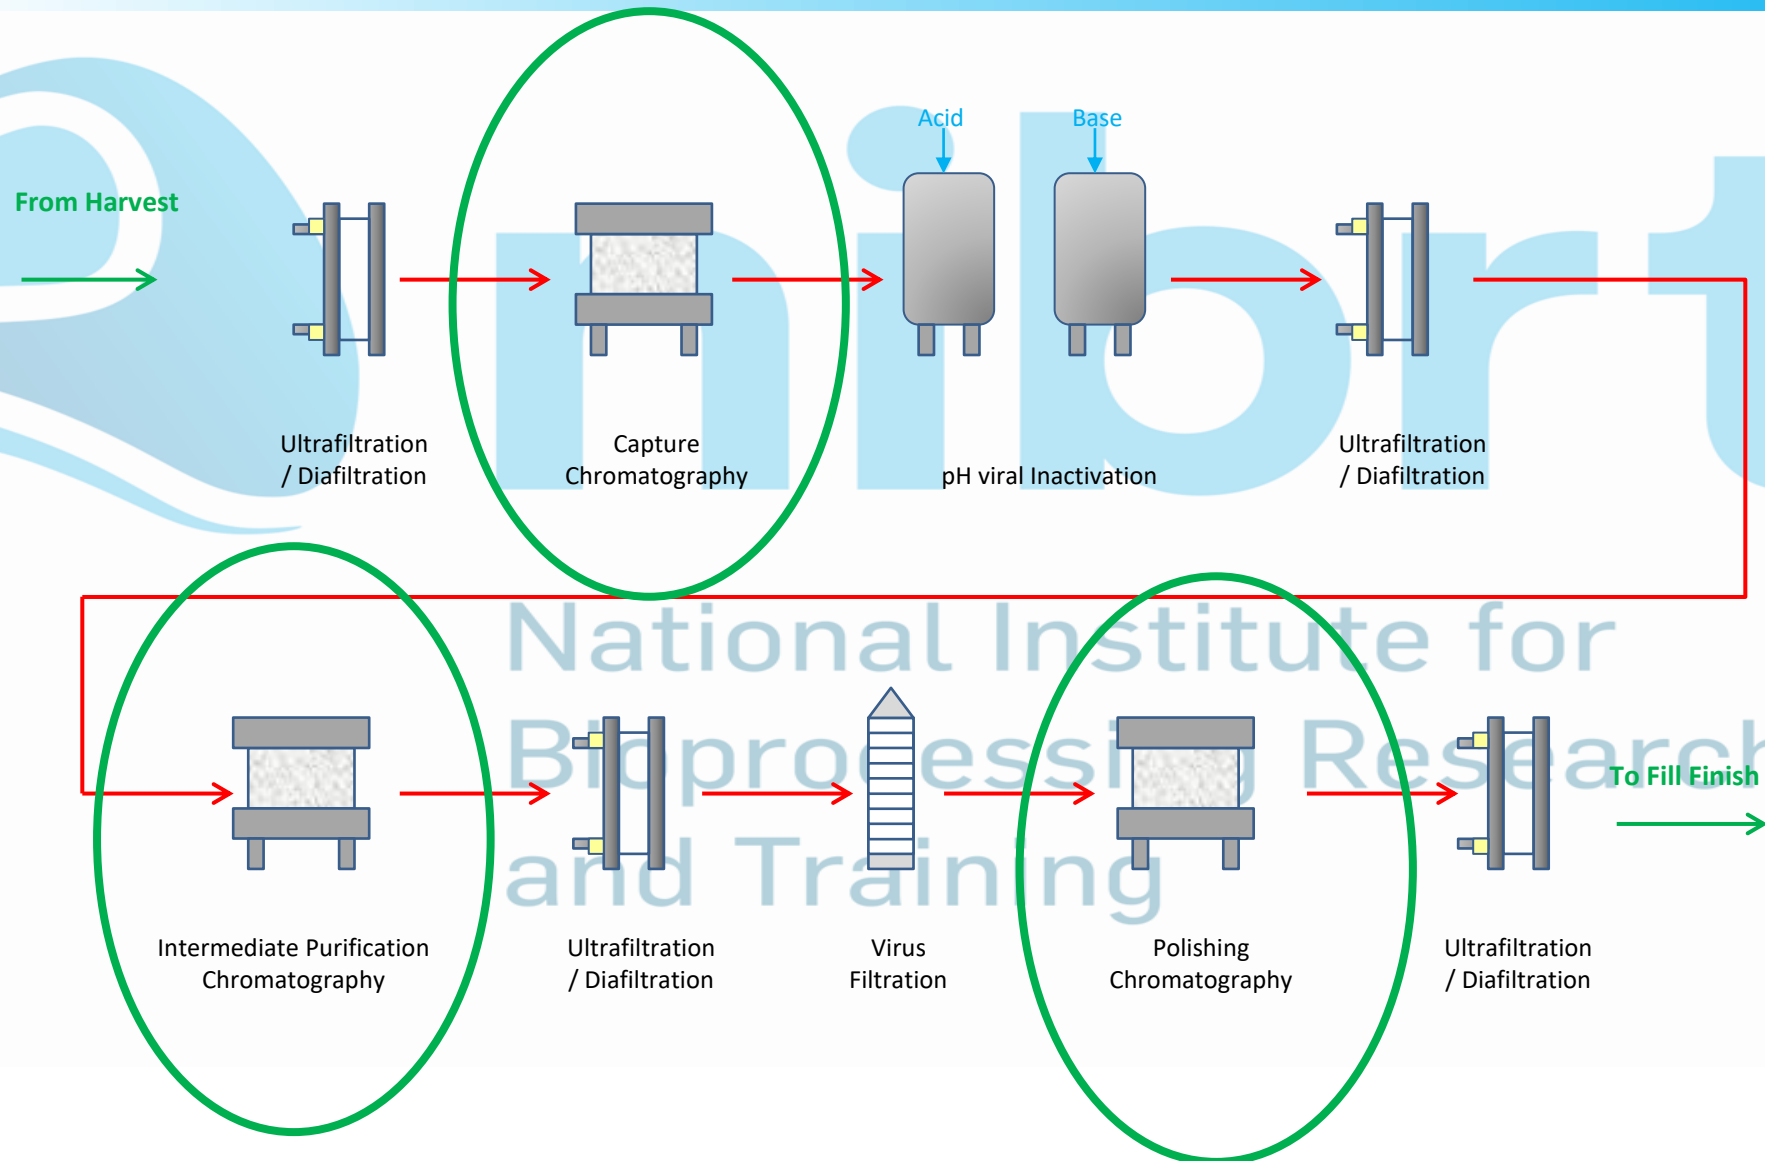 Acid
Base
From Harvest
Ultrafiltration
/ Diafiltration
Capture
Chromatography
pH viral Inactivation
Ultrafiltration
/ Diafiltration
nibrt
National Institute for
Bioprocessing Research
and Training
To Fill Finish
Intermediate Purification
Chromatography
Ultrafiltration
/ Diafiltration
Virus
Filtration
Polishing
Chromatography
Ultrafiltration
/ Diafiltration